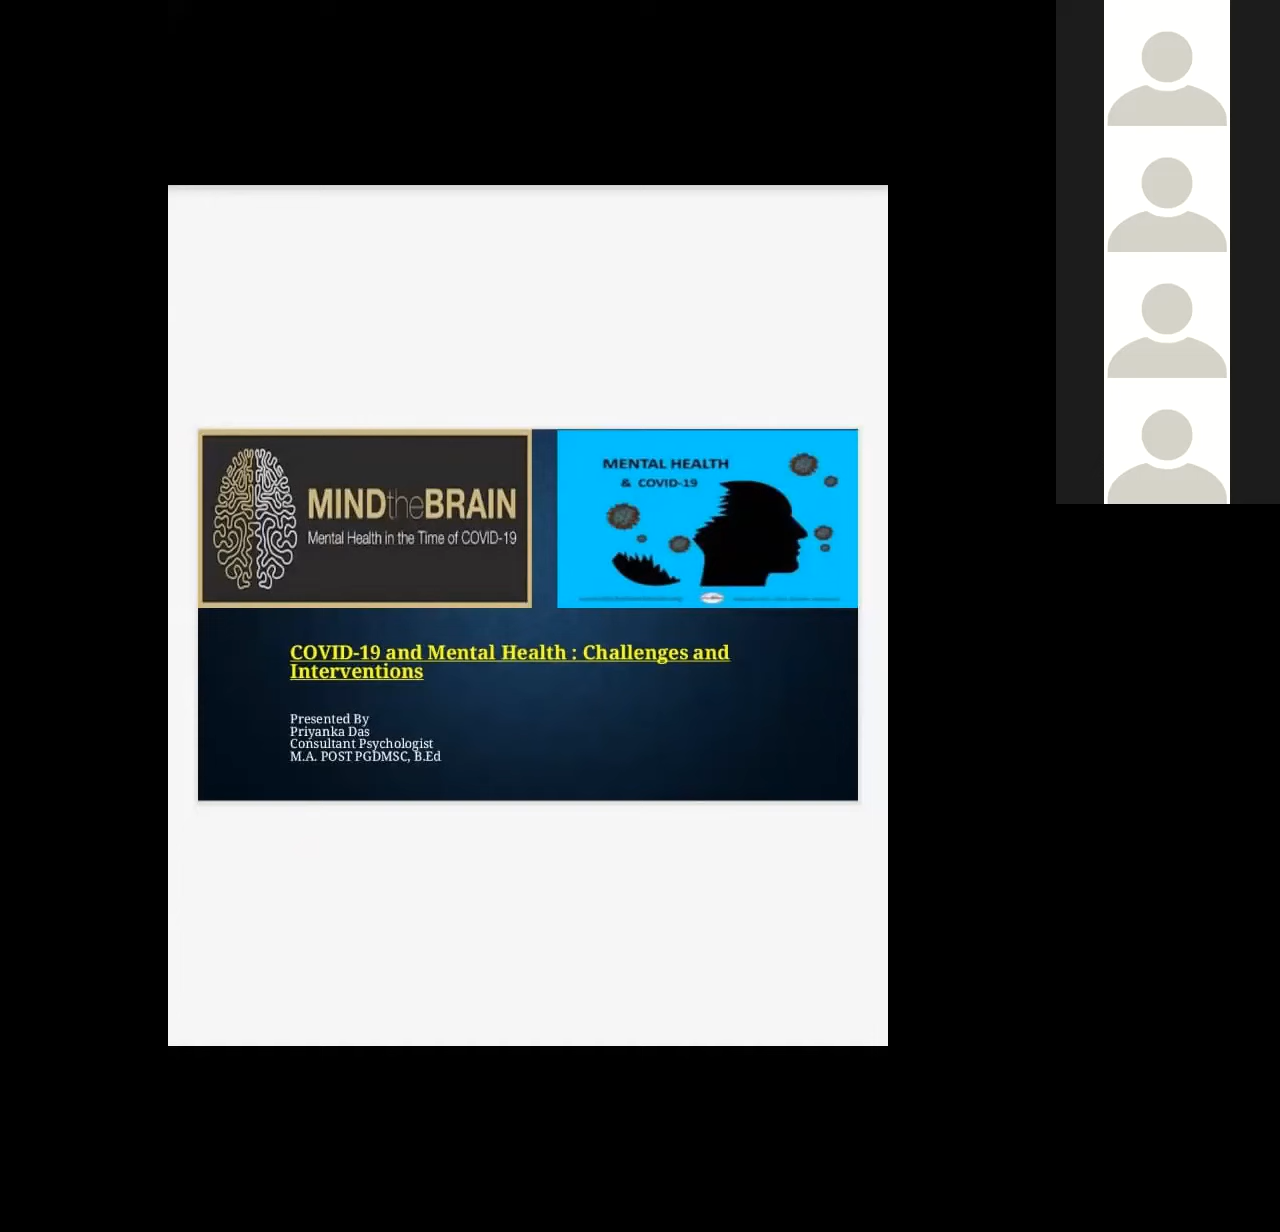 MINDtheBRAIN
Mental Health in the Time of COVID-19
MENTAL HEALTH
& COVID-19
COVID-19 and Mental Health : Challenges and
Interventions
Presented By
Priyanka Das
Consultant Psychologist
M.A. POST PGDMSC, B.Ed